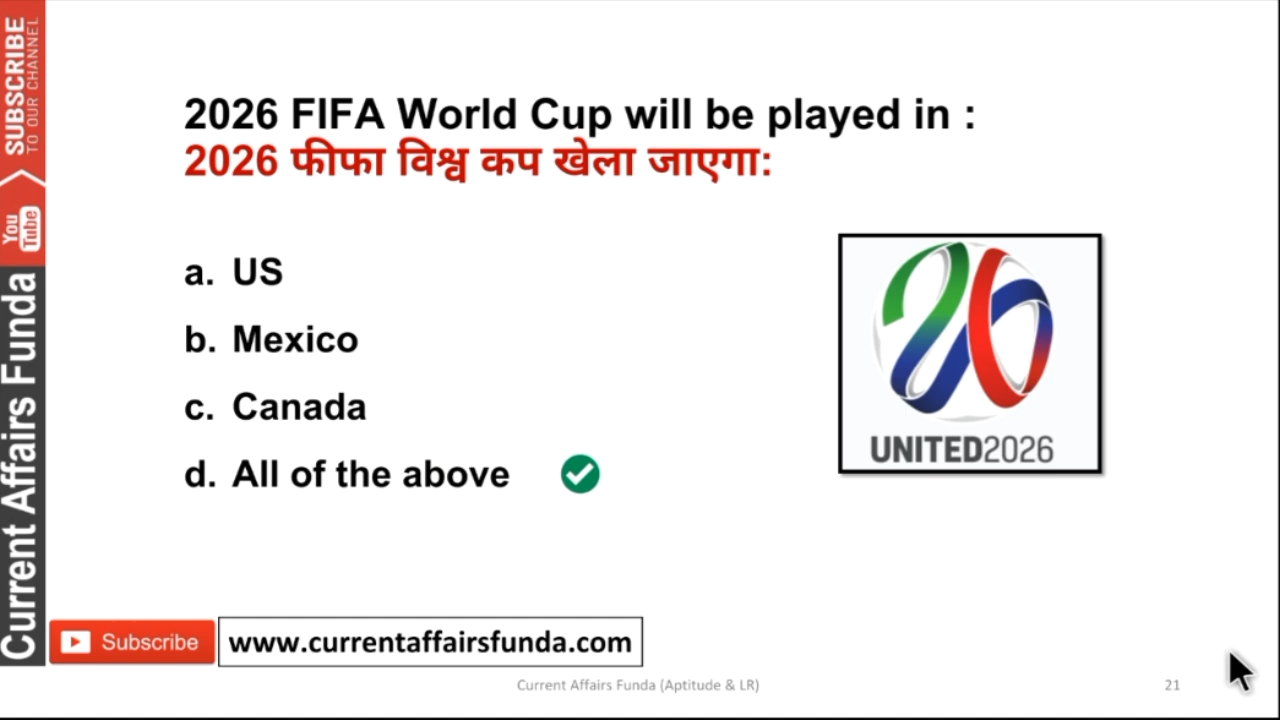 SUBSCRIBE
TO OUR CHANNEL
You
Tube
Current Affairs Funda
2026 FIFA World Cup will be played in :
2026 फीफा विश्व कप खेला जाएगा:
a. US
b. Mexico
c. Canada
d. All of the above
26
UNITED2026
Subscribe
www.currentaffairsfunda.com
Current Affairs Funda (Aptitude & LR)
21